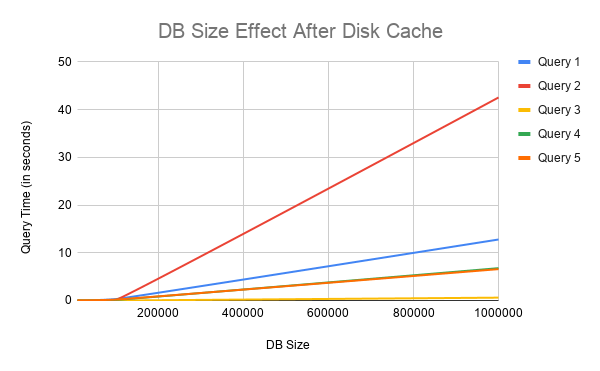 DB Size Effect After Disk Cache
50
40
30
20
10
0
Query Time (in seconds)
200000 400000 600000 800000 1000000
DB Size
Query 1
Query 2
Query 3
Query 4
Query 5